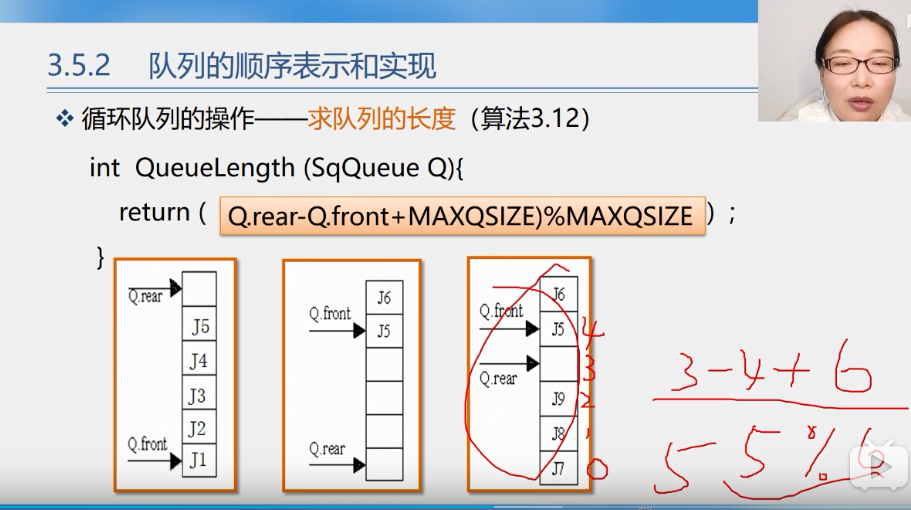 3.5.2 队列的顺序表示和实现
❖ 循环队列的操作——求队列的长度（算法3.12）
int QueueLength (SqQueue Q){
return ( Q.rear-Q.front+MAXQSIZE)%MAXQSIZE ) ;
}
Q.rear
J5
J4
J3
J2
Q.front J1
J6
Q.front J5
Q.rear
J6
Q.front J5 4
Q.rear 3
J9 2
J8 1
J7 0
3-4+6
5 5%6